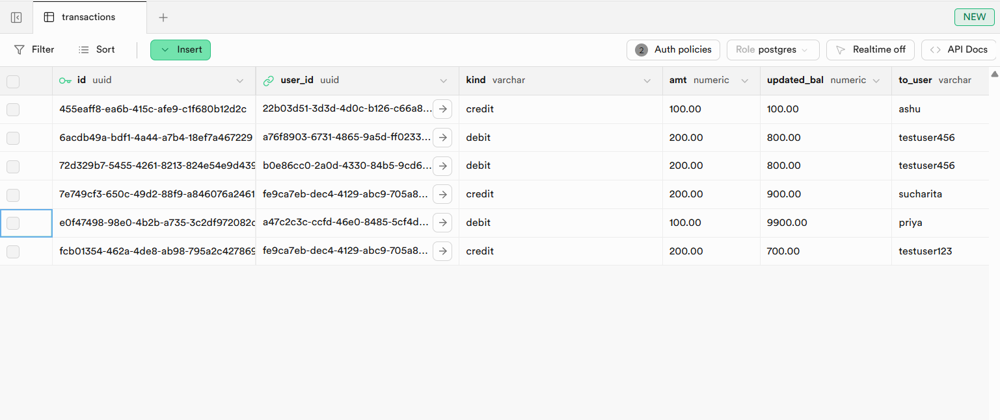 transactions
NEW
Filter Sort Insert 2 Auth policies Role postgres Realtime off API Docs
id uuid user_id uuid kind varchar amt numeric updated_bal numeric to_user varchar
455eaff8-ea6b-415c-afe9-c1f680b12d2c 22b03d51-3d3d-4d0c-b126-c66a8... credit 100.00 100.00 ashu
6acdb49a-bdf1-4a44-a7b4-18ef7a467229 a76f8903-6731-4865-9a5d-ff0233... debit 200.00 800.00 testuser456
72d329b7-5455-4261-8213-824e54e9d439 b0e86cc0-2a0d-4330-84b5-9cd6... debit 200.00 800.00 testuser456
7e749cf3-650c-49d2-88f9-a846076a2461 fe9ca7eb-dec4-4129-abc9-705a8... credit 200.00 900.00 sucharita
e0f47498-98e0-4b2b-a735-3c2df972082c a47c2c3c-ccfd-46e0-8485-5cf4d... debit 100.00 9900.00 priya
fcb01354-462a-4de8-ab98-795a2c427869 fe9ca7eb-dec4-4129-abc9-705a8... credit 200.00 700.00 testuser123